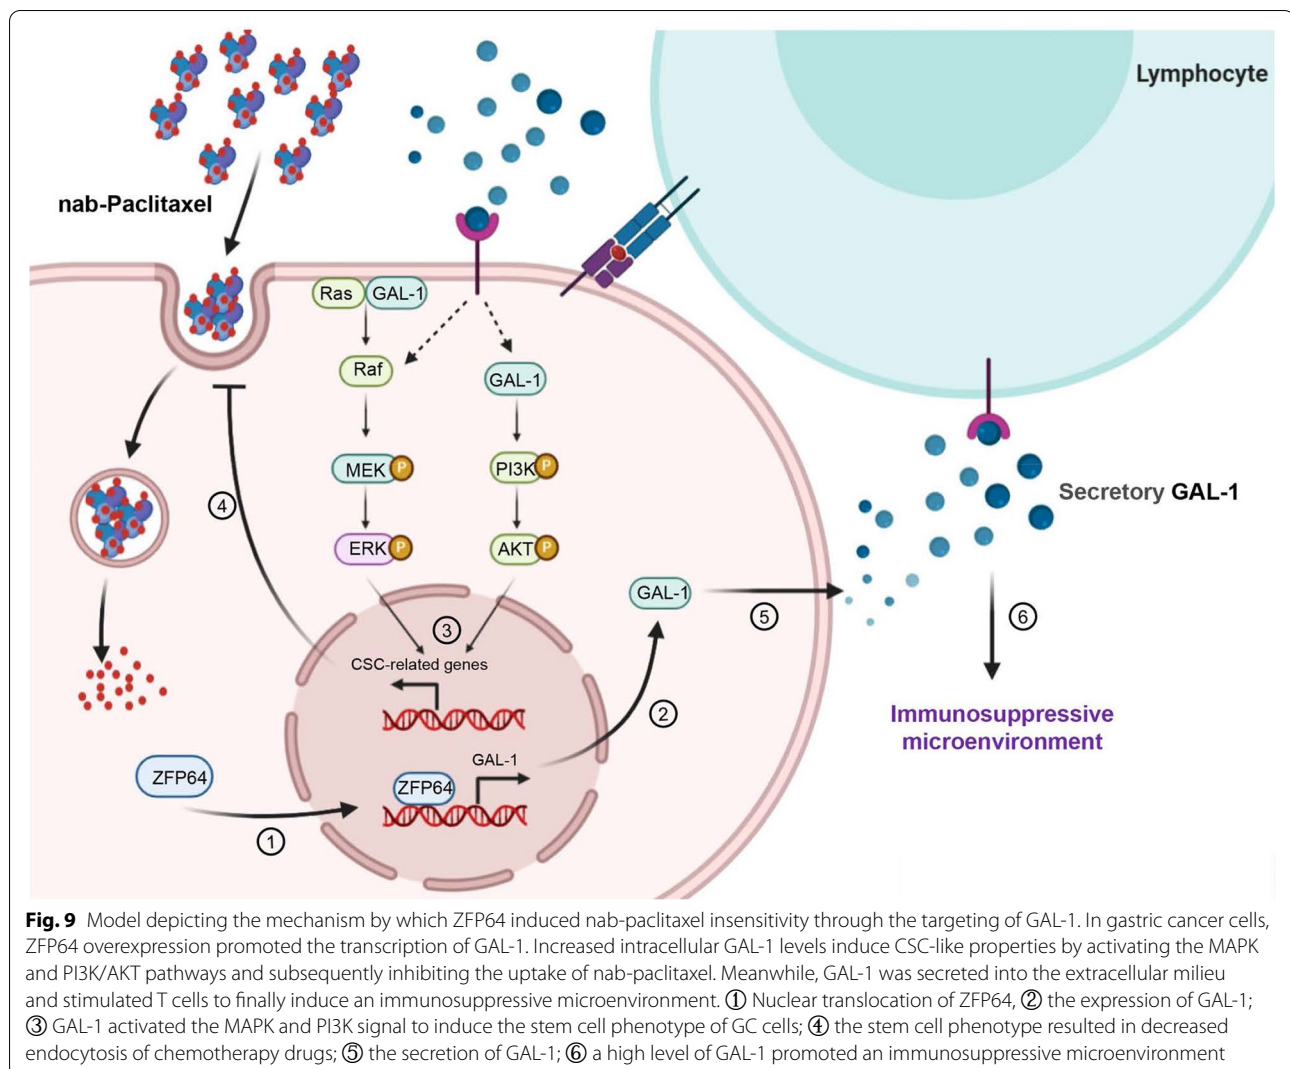 Lymphocyte
nab-Paclitaxel
Ras
GAL-1
Raf
GAL-1
MEK
P
PI3K
P
ERK
P
AKT
P
④
③
CSC-related genes
GAL-1
⑤
②
Secretory GAL-1
⑥
Immunosuppressive
microenvironment
ZFP64
①
GAL-1
ZFP64
Fig. 9 Model depicting the mechanism by which ZFP64 induced nab-paclitaxel insensitivity through the targeting of GAL-1. In gastric cancer cells,
ZFP64 overexpression promoted the transcription of GAL-1. Increased intracellular GAL-1 levels induce CSC-like properties by activating the MAPK
and PI3K/AKT pathways and subsequently inhibiting the uptake of nab-paclitaxel. Meanwhile, GAL-1 was secreted into the extracellular milieu
and stimulated T cells to finally induce an immunosuppressive microenvironment. ① Nuclear translocation of ZFP64, ② the expression of GAL-1;
③ GAL-1 activated the MAPK and PI3K signal to induce the stem cell phenotype of GC cells; ④ the stem cell phenotype resulted in decreased
endocytosis of chemotherapy drugs; ⑤ the secretion of GAL-1; ⑥ a high level of GAL-1 promoted an immunosuppressive microenvironment